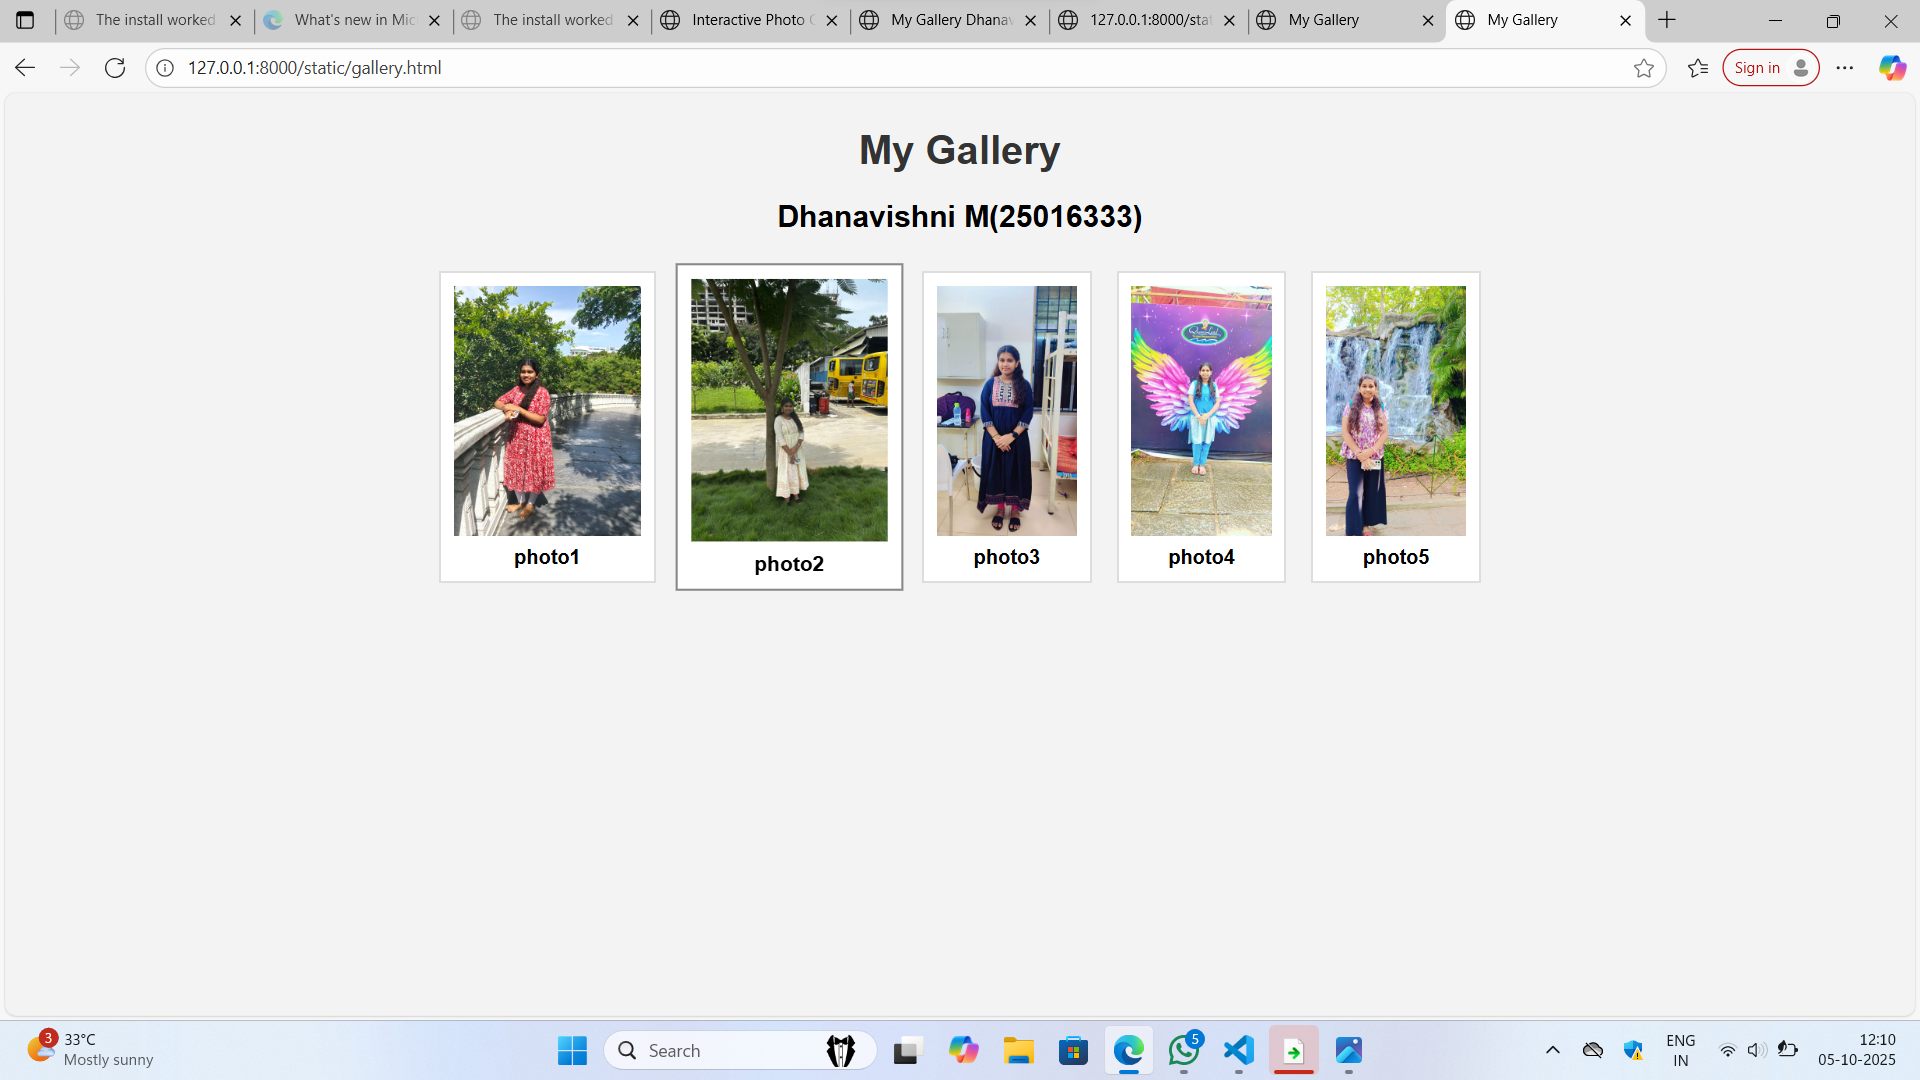 The install worked
What's new in Mic
The install worked
Interactive Photo G
My Gallery Dhanav
127.0.0.1:8000/stat
My Gallery
My Gallery
127.0.0.1:8000/static/gallery.html
Sign in
My Gallery
Dhanavishni M(25016333)
photo1
photo2
photo3
photo4
photo5
3
33°C
Mostly sunny
Search
5
ENG
IN
12:10
05-10-2025